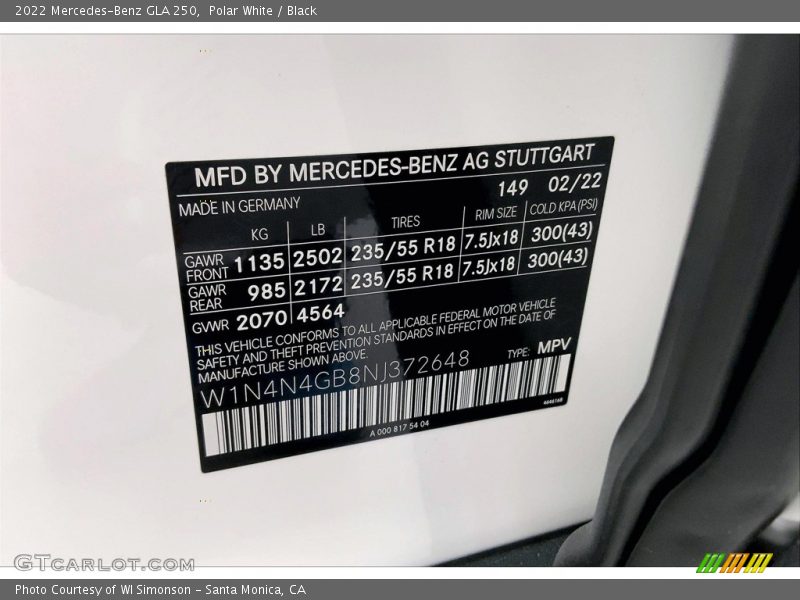 2022 Mercedes-Benz GLA 250, Polar White / Black
MFD BY MERCEDES-BENZ AG STUTTGART
149 02/22
MADE IN GERMANY
KG LB TIRES RIM SIZE COLD KPA(PSI)
GAWR FRONT 1135 2502 235/55 R18 7.5Jx18 300(43)
GAWR REAR 985 2172 235/55 R18 7.5Jx18 300(43)
GVWR 2070 4564
THIS VEHICLE CONFORMS TO ALL APPLICABLE FEDERAL MOTOR VEHICLE
SAFETY AND THEFT PREVENTION STANDARDS IN EFFECT ON THE DATE OF
MANUFACTURE SHOWN ABOVE.
TYPE: MPV
W1N4N4GB8NJ372648
A 000 817 54 04
GTCARLOT.COM
Photo Courtesy of WI Simonson - Santa Monica, CA